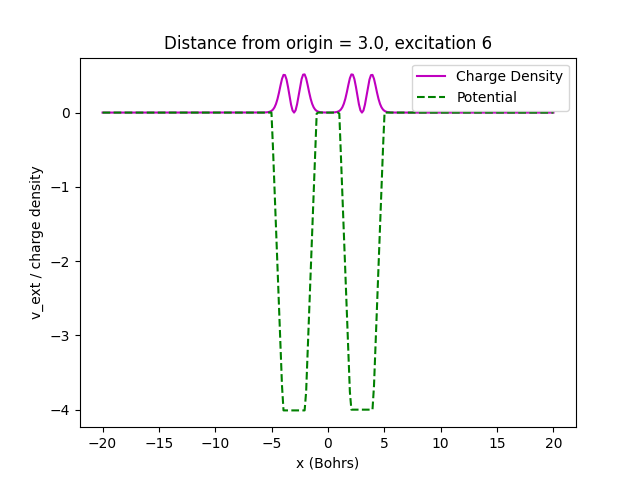 Distance from origin = 3.0, excitation 6
Charge Density
Potential
0
−1
−2
−3
−4
v_ext / charge density
−20
−15
−10
−5
0
5
10
15
20
x (Bohrs)